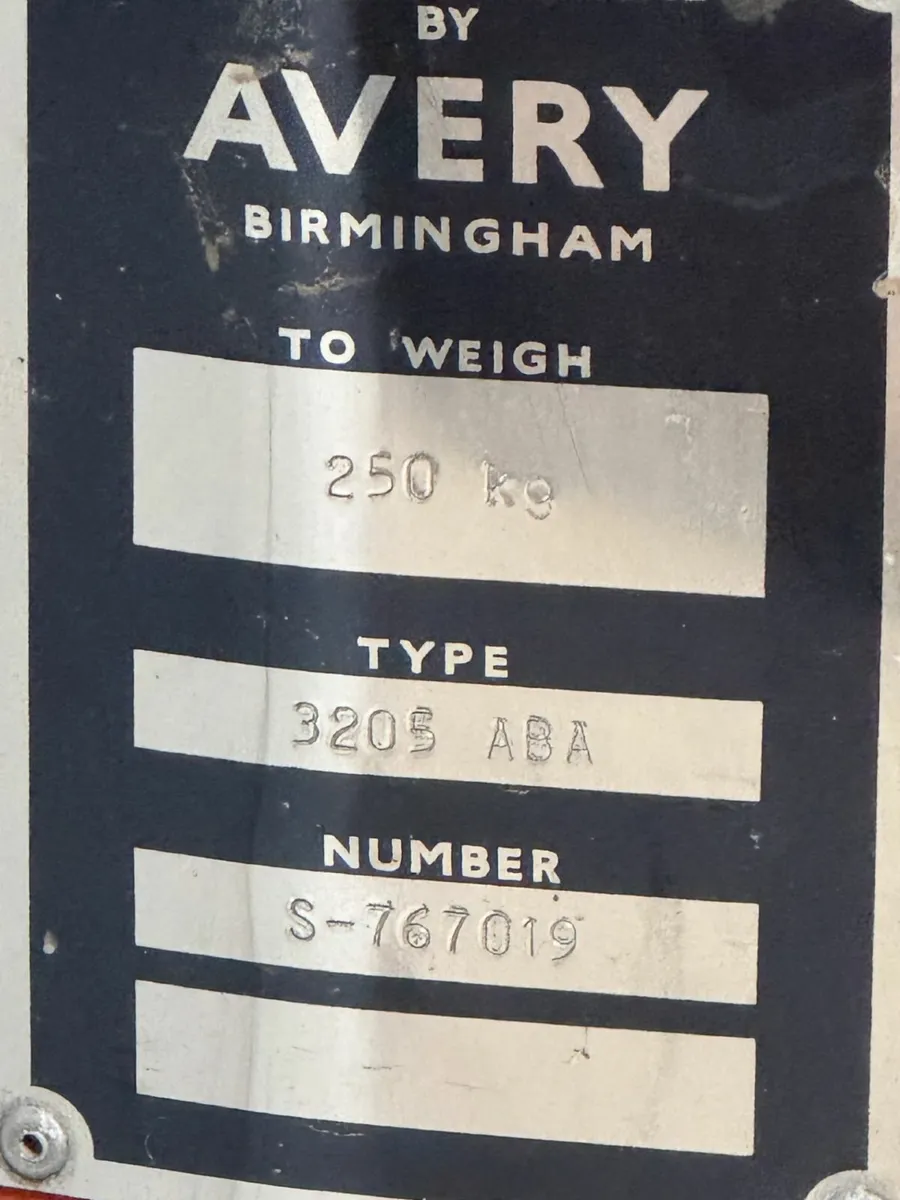 BY
AVERY
BIRMINGHAM
TO WEIGH
250 kg
TYPE
3205 ABA
NUMBER
S-767019